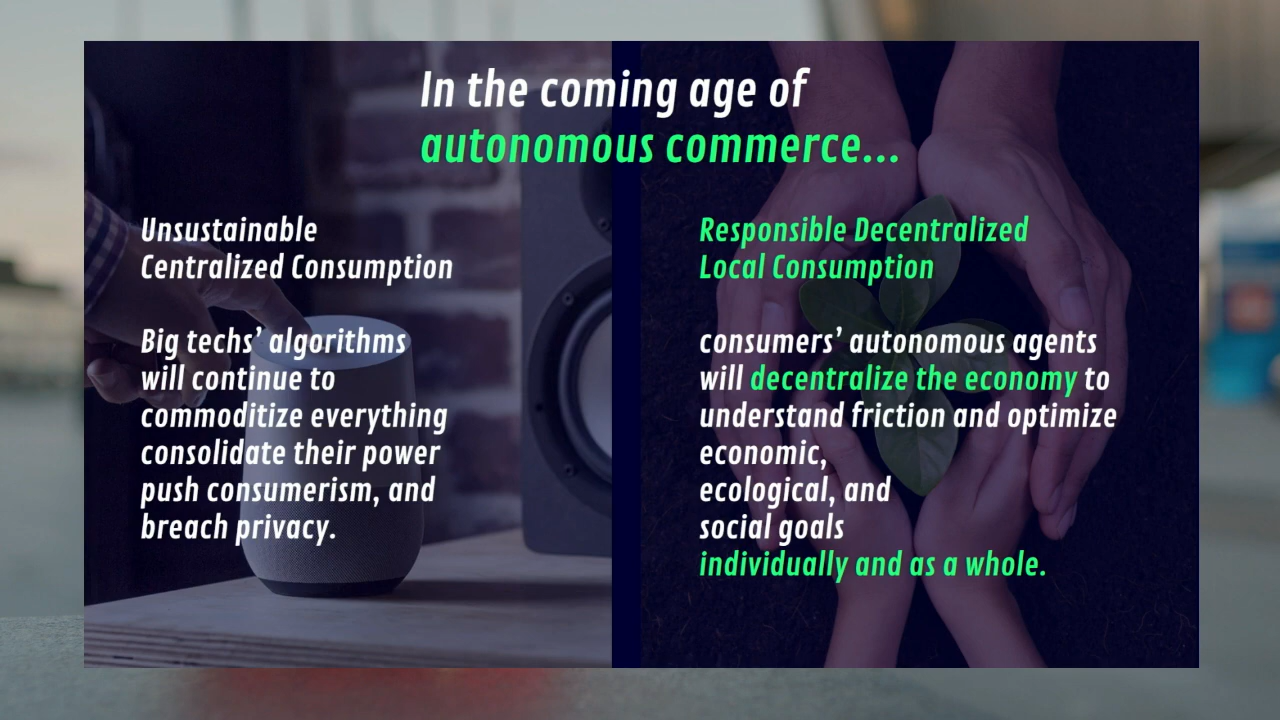 In the coming age of
autonomous commerce...
Unsustainable
Centralized Consumption
Big techs’ algorithms
will continue to
commoditize everything
consolidate their power
push consumerism, and
breach privacy.
Responsible Decentralized
Local Consumption
consumers’ autonomous agents
will decentralize the economy to
understand friction and optimize
economic,
ecological, and
social goals
individually and as a whole.